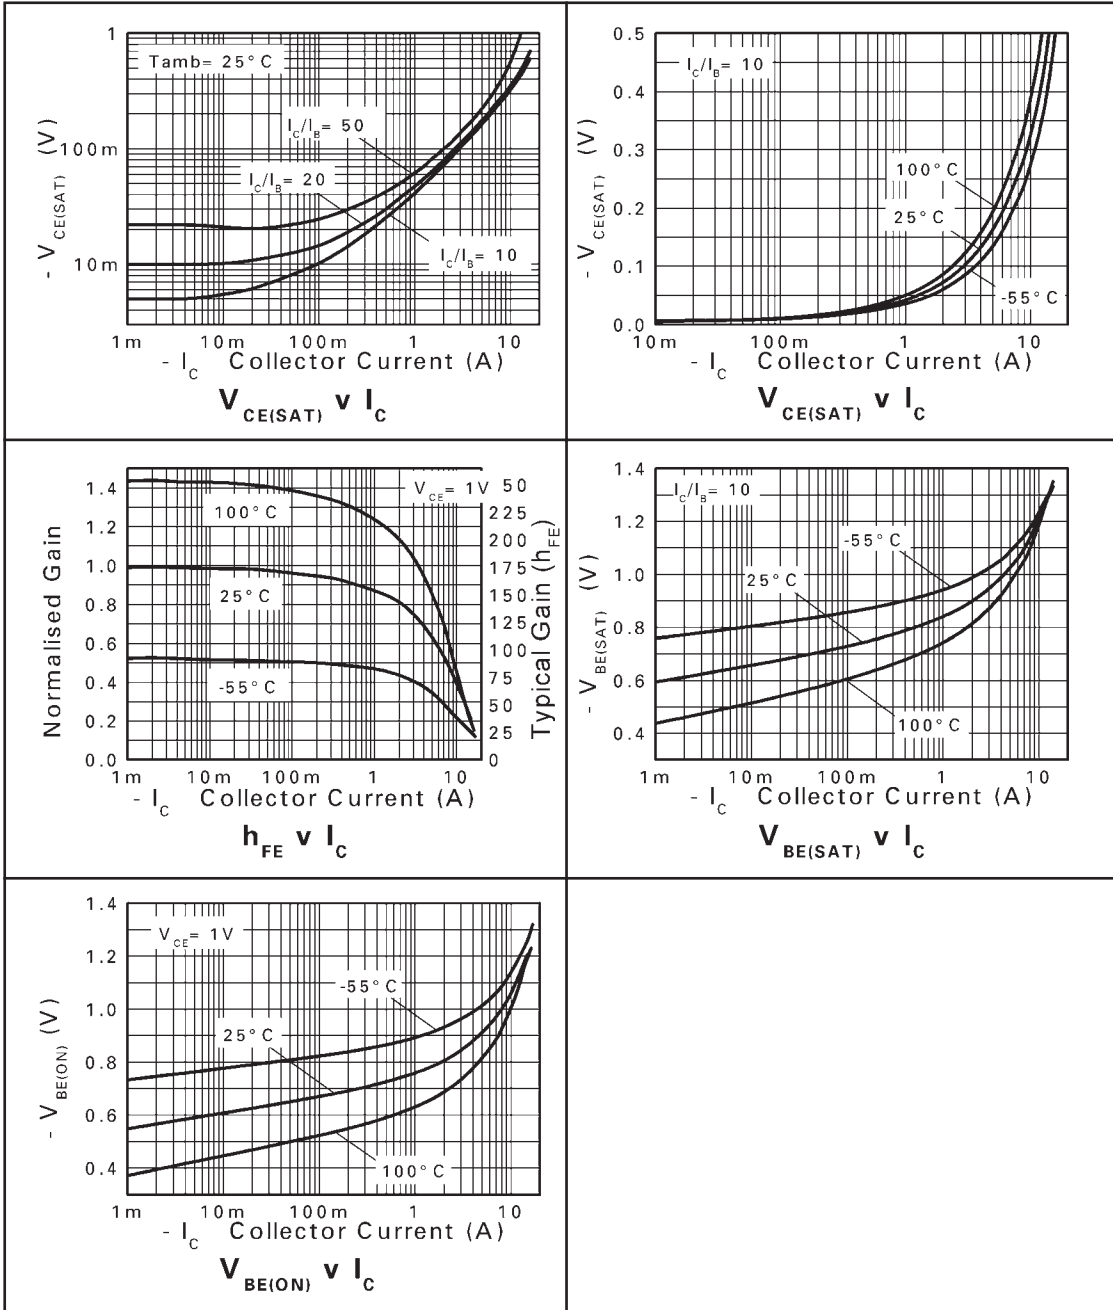 1
Tamb= 25°C
I_C/I_B= 50
100m
I_C/I_B= 20
I_C/I_B= 10
10m
1m
1m 10m 100m 1 10
- V_CE(SAT) (V)
- I_C Collector Current (A)
V_CE(SAT) v I_C
0.5
I_C/I_B= 10
0.4
0.3
100°C
0.2
25°C
0.1
-55°C
0.0
10m 100m 1 10
- V_CE(SAT) (V)
- I_C Collector Current (A)
V_CE(SAT) v I_C
1.4
1.2
1.0
0.8
0.6
0.4
0.2
0.0
Normalised Gain
V_CE= 1V
100°C
25°C
-55°C
50
225
200
175
150
125
100
75
50
25
0
Typical Gain (h_FE)
1m 10m 100m 1 10
- I_C Collector Current (A)
h_FE v I_C
1.4
I_C/I_B= 10
1.2
-55°C
1.0
25°C
0.8
0.6
100°C
0.4
- V_BE(SAT) (V)
1m 10m 100m 1 10
- I_C Collector Current (A)
V_BE(SAT) v I_C
1.4
V_CE= 1V
1.2
-55°C
1.0
25°C
0.8
0.6
100°C
0.4
- V_BE(ON) (V)
1m 10m 100m 1 10
- I_C Collector Current (A)
V_BE(ON) v I_C